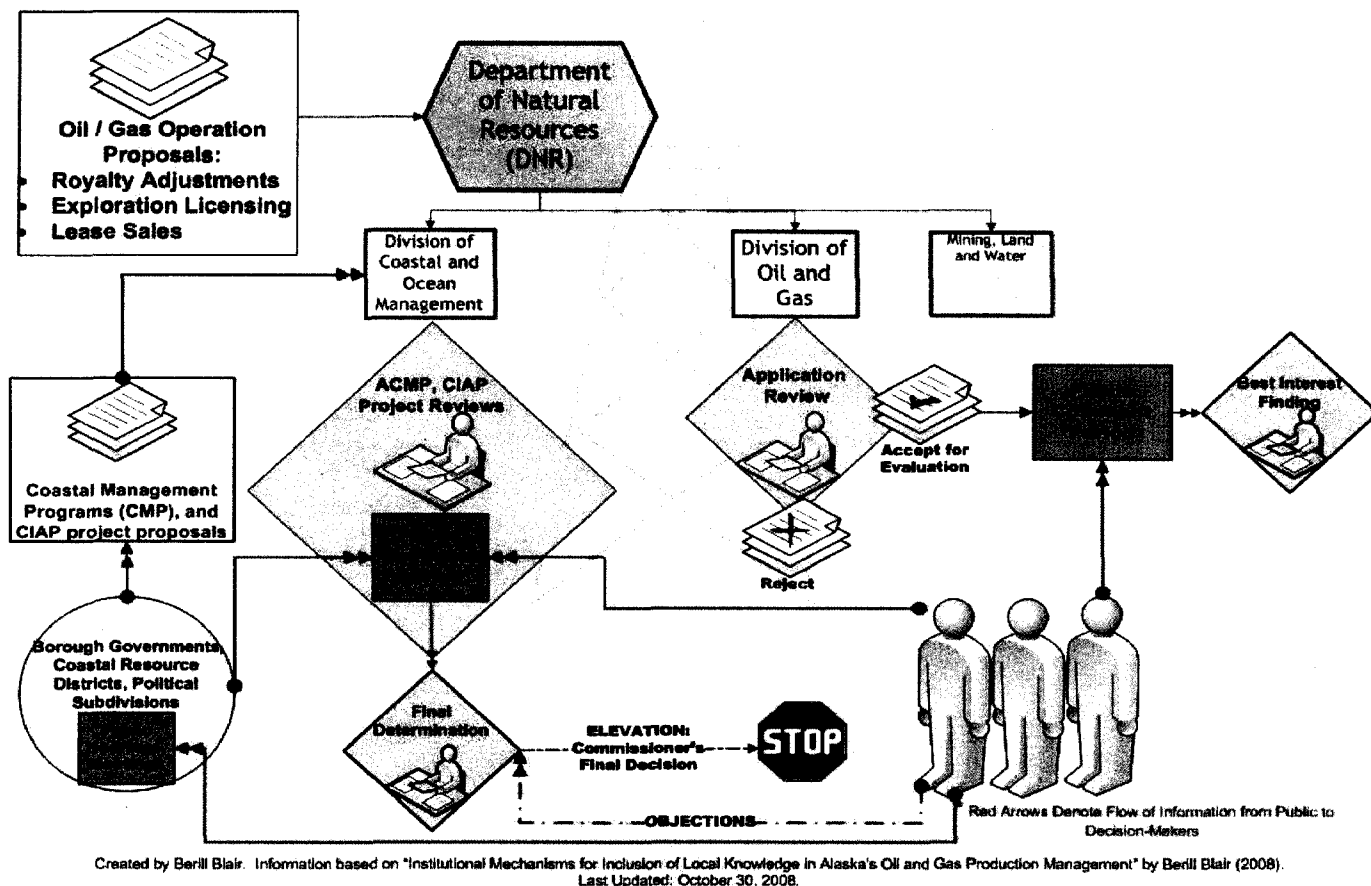 Oil / Gas Operation
Proposals:
• Royalty Adjustments
• Exploration Licensing
• Lease Sales
Department
of Natural
Resources
(DNR)
Division of
Coastal and
Ocean
Management
Division of
Oil and
Gas
Mining, Land
and Water
ACMP, CIAP
Project Reviews
Application
Review
Accept for
Evaluation
Best Interest
Finding
Reject
Coastal Management
Programs (CMP), and
CIAP project proposals
Borough Governments,
Coastal Resource
Districts, Political
Subdivisions
Final
Determination
ELEVATION:
Commissioner's
Final Decision
STOP
OBJECTIONS
Red Arrows Denote Flow of Information from Public to
Decision-Makers
Created by Berill Blair. Information based on "Institutional Mechanisms for Inclusion of Local Knowledge in Alaska's Oil and Gas Production Management" by Berill Blair (2008).
Last Updated: October 30, 2008.